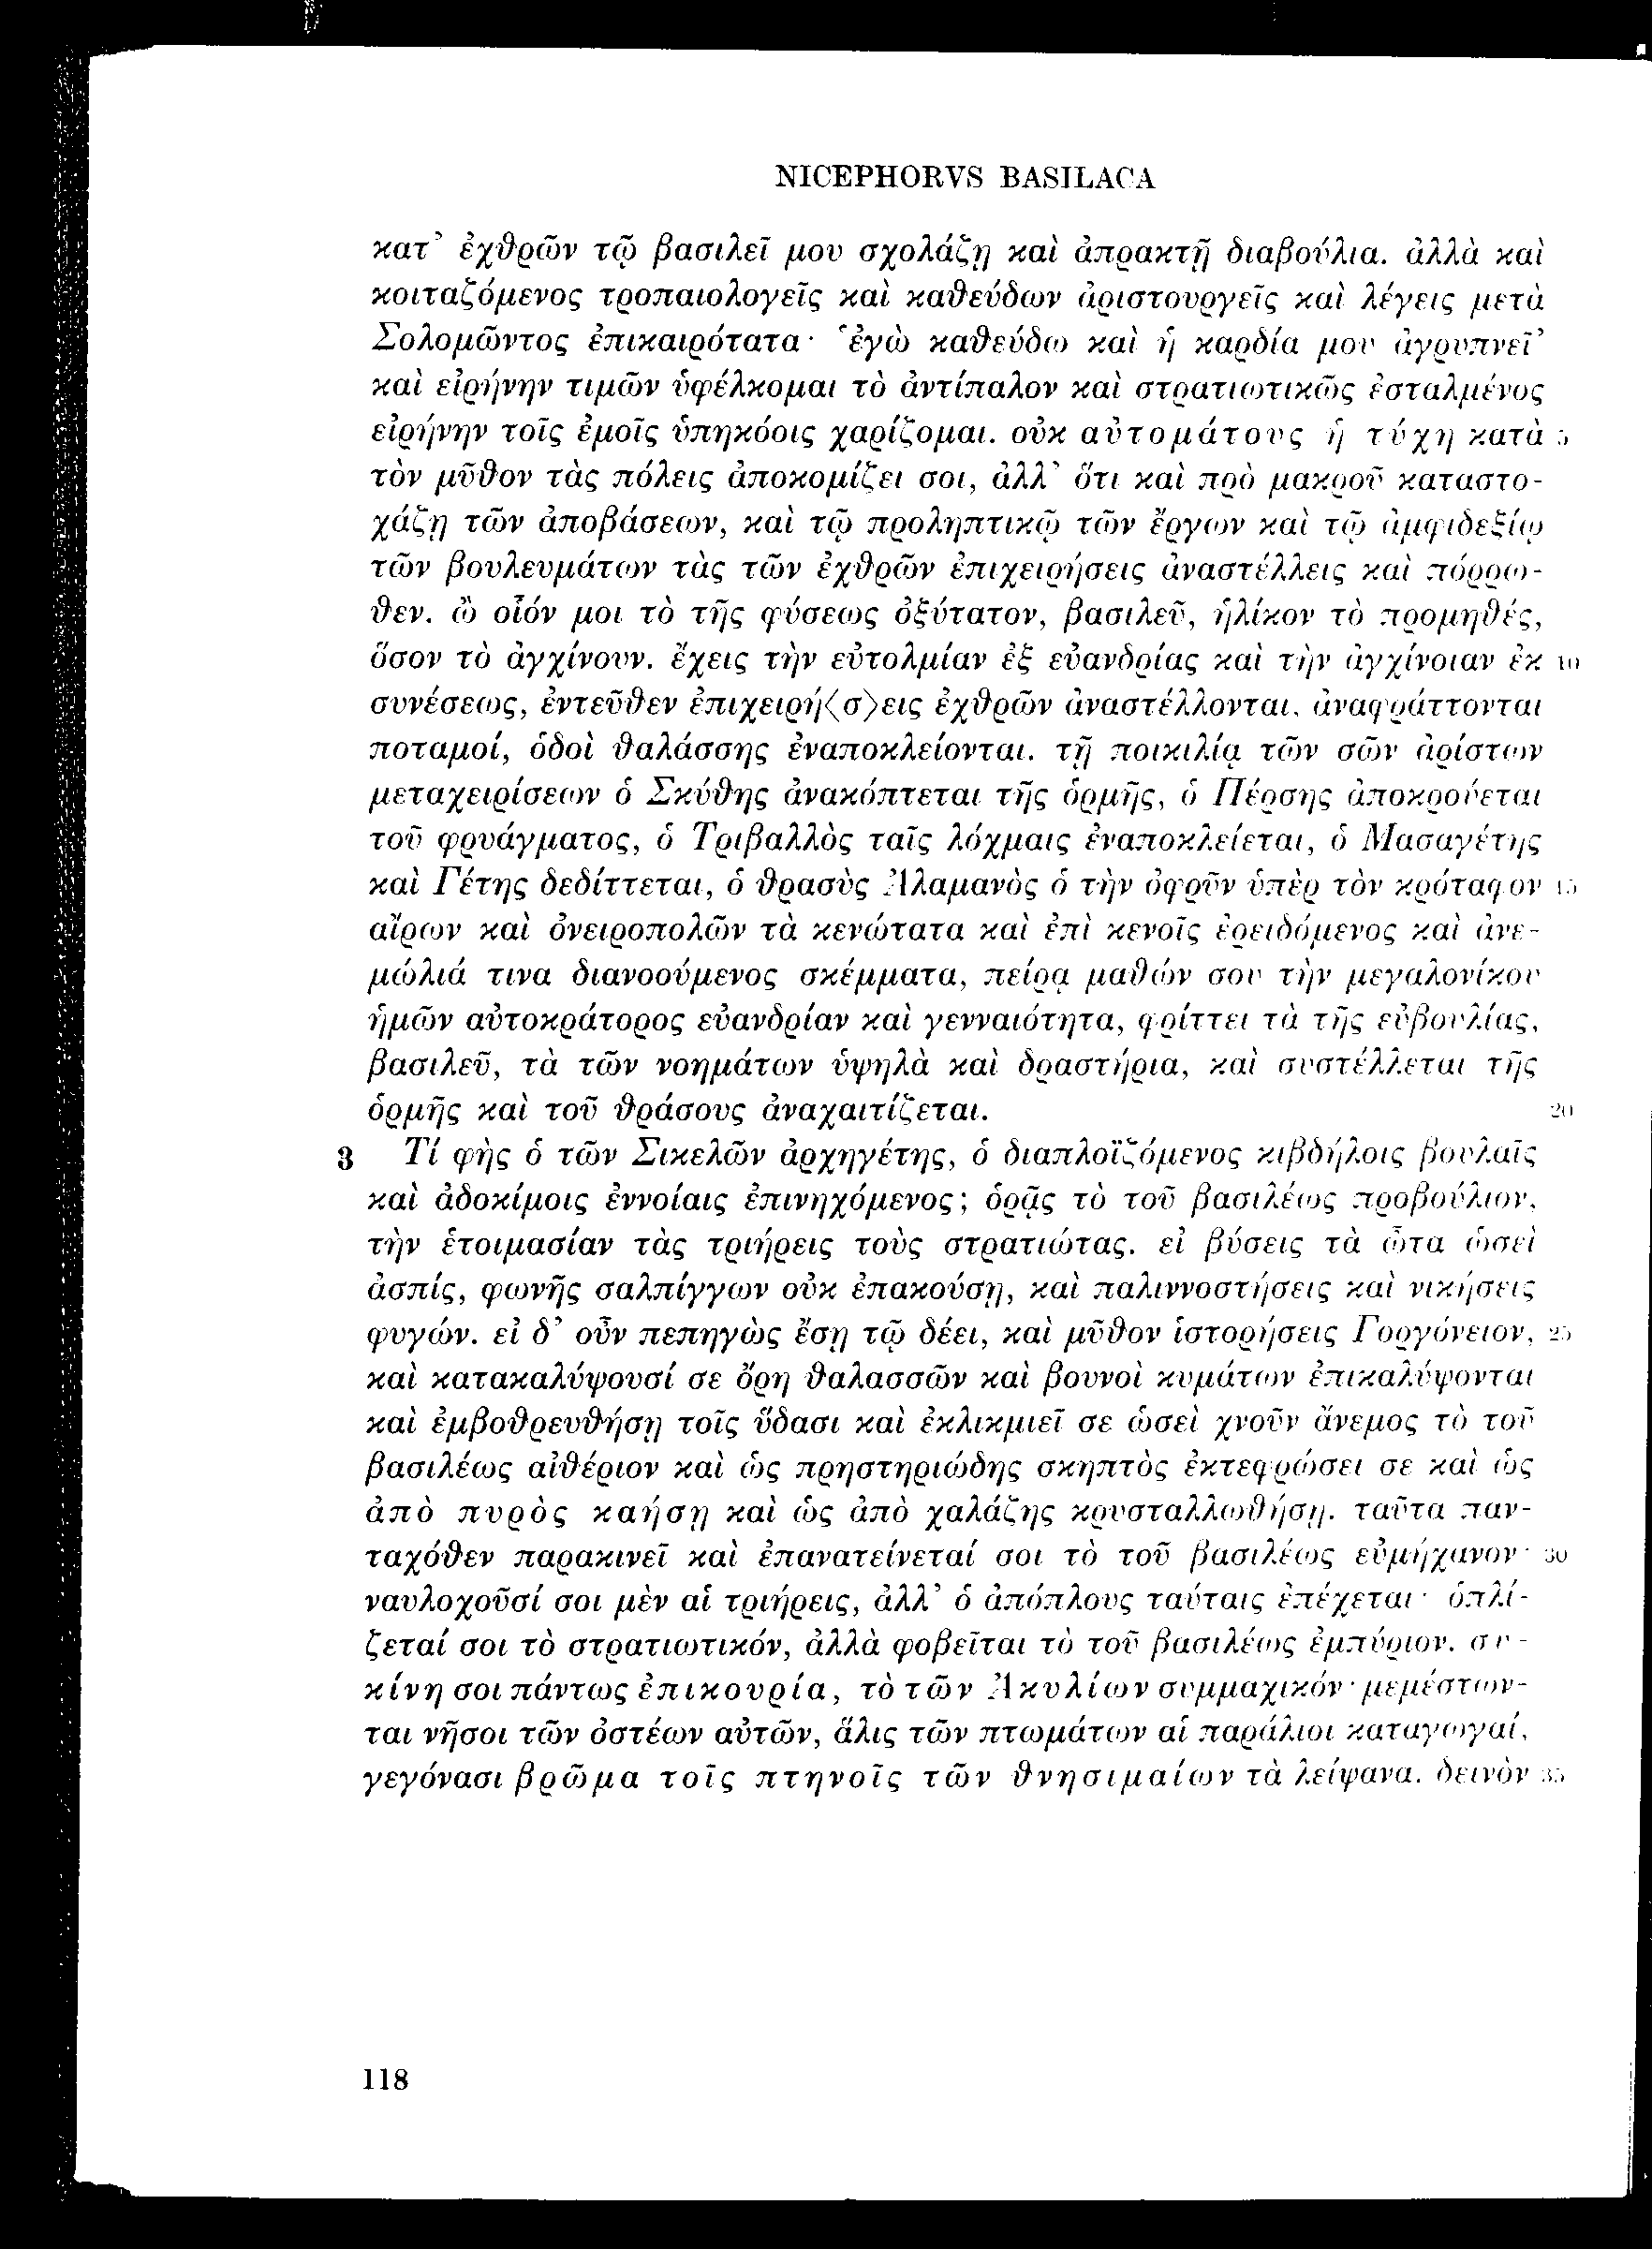 NICEPHORVS BASILACA
κατ’ ἐχθρῶν τῷ βασιλεῖ μου σχολάζῃ καὶ ἀπρακτῇ διαβούλια. ἀλλὰ καὶ
κοιταζόμενος τροπαιολογεῖς καὶ καθεύδων ἀριστουργεῖς καὶ λέγεις μετὰ
Σολομῶντος ἐπικαιρότατα· ‘ἐγὼ καθεύδω καὶ ἡ καρδία μου ἀγρυπνεῖ’
καὶ εἰρήνην τιμῶν ὑφέλκομαι τὸ ἀντίπαλον καὶ στρατιωτικῶς ἐσταλμένος
εἰρήνην τοῖς ἐμοῖς ὑπηκόοις χαρίζομαι. οὐκ αὐτομάτους ἡ τύχη κατὰ 5
τὸν μῦθον τὰς πόλεις ἀποκομίζει σοι, ἀλλ’ ὅτι καὶ πρὸ μακροῦ καταστο-
χάζῃ τῶν ἀποβάσεων, καὶ τῷ προληπτικῷ τῶν ἔργων καὶ τῷ ἀμφιδεξίῳ
τῶν βουλευμάτων τὰς τῶν ἐχθρῶν ἐπιχειρήσεις ἀναστέλλεις καὶ πόρρω-
θεν. ὢ οἷόν μοι τὸ τῆς φύσεως ὀξύτατον, βασιλεῦ, ἡλίκον τὸ προμηθές,
ὅσον τὸ ἀγχίνουν. ἔχεις τὴν εὐτολμίαν ἐξ εὐανδρίας καὶ τὴν ἀγχίνοιαν ἐκ 10
συνέσεως, ἐντεῦθεν ἐπιχειρή⟨σ⟩εις ἐχθρῶν ἀναστέλλονται, ἀναφράττονται
ποταμοί, ὁδοὶ θαλάσσης ἐναποκλείονται. τῇ ποικιλίᾳ τῶν σῶν ἀρίστων
μεταχειρίσεων ὁ Σκύθης ἀνακόπτεται τῆς ὁρμῆς, ὁ Πέρσης ἀποκρούεται
τοῦ φρυάγματος, ὁ Τριβαλλὸς ταῖς λόχμαις ἐναποκλείεται, ὁ Μασαγέτης
καὶ Γέτης δεδίττεται, ὁ θρασὺς Ἀλαμανὸς ὁ τὴν ὀφρῦν ὑπὲρ τὸν κρόταφον 15
αἴρων καὶ ὀνειροπολῶν τὰ κενώτατα καὶ ἐπὶ κενοῖς ἐρειδόμενος καὶ ἀνε-
μώλιά τινα διανοούμενος σκέμματα, πείρᾳ μαθών σου τὴν μεγαλονίκου
ἡμῶν αὐτοκράτορος εὐανδρίαν καὶ γενναιότητα, φρίττει τὰ τῆς εὐβουλίας,
βασιλεῦ, τὰ τῶν νοημάτων ὑψηλὰ καὶ δραστήρια, καὶ συστέλλεται τῆς
ὁρμῆς καὶ τοῦ θράσους ἀναχαιτίζεται. 20
3 Τί φὴς ὁ τῶν Σικελῶν ἀρχηγέτης, ὁ διαπλοϊζόμενος κιβδήλοις βουλαῖς
καὶ ἀδοκίμοις ἐννοίαις ἐπινηχόμενος; ὁρᾷς τὸ τοῦ βασιλέως προβούλιον,
τὴν ἑτοιμασίαν τὰς τριήρεις τοὺς στρατιώτας. εἰ βύσεις τὰ ὦτα ὡσεὶ
ἀσπίς, φωνῆς σαλπίγγων οὐκ ἐπακούσῃ, καὶ παλιννοστήσεις καὶ νικήσεις
φυγών. εἰ δ’ οὖν πεπηγὼς ἔσῃ τῷ δέει, καὶ μῦθον ἱστορήσεις Γοργόνειον, 25
καὶ κατακαλύψουσί σε ὄρη θαλασσῶν καὶ βουνοὶ κυμάτων ἐπικαλύψονται
καὶ ἐμβοθρευθήσῃ τοῖς ὕδασι καὶ ἐκλικμιεῖ σε ὡσεὶ χνοῦν ἄνεμος τὸ τοῦ
βασιλέως αἰθέριον καὶ ὡς πρηστηριώδης σκηπτὸς ἐκτεφρώσει σε καὶ ὡς
ἀπὸ πυρὸς καήσῃ καὶ ὡς ἀπὸ χαλάζης κρυσταλλωθήσῃ. ταῦτα παν-
ταχόθεν παρακινεῖ καὶ ἐπανατείνεταί σοι τὸ τοῦ βασιλέως εὐμήχανον· 30
ναυλοχοῦσί σοι μὲν αἱ τριήρεις, ἀλλ’ ὁ ἀπόπλους ταύταις ἐπέχεται· ὁπλί-
ζεταί σοι τὸ στρατιωτικόν, ἀλλὰ φοβεῖται τὸ τοῦ βασιλέως ἐμπύριον. συ-
κίνη σοι πάντως ἐπικουρία, τὸ τῶν Ἀκυλίων συμμαχικόν· μεμέστων-
ται νῆσοι τῶν ὀστέων αὐτῶν, ἅλις τῶν πτωμάτων αἱ παράλιοι καταγωγαί,
γεγόνασι βρῶμα τοῖς πτηνοῖς τῶν θνησιμαίων τὰ λείψανα. δεινὸν 35
118